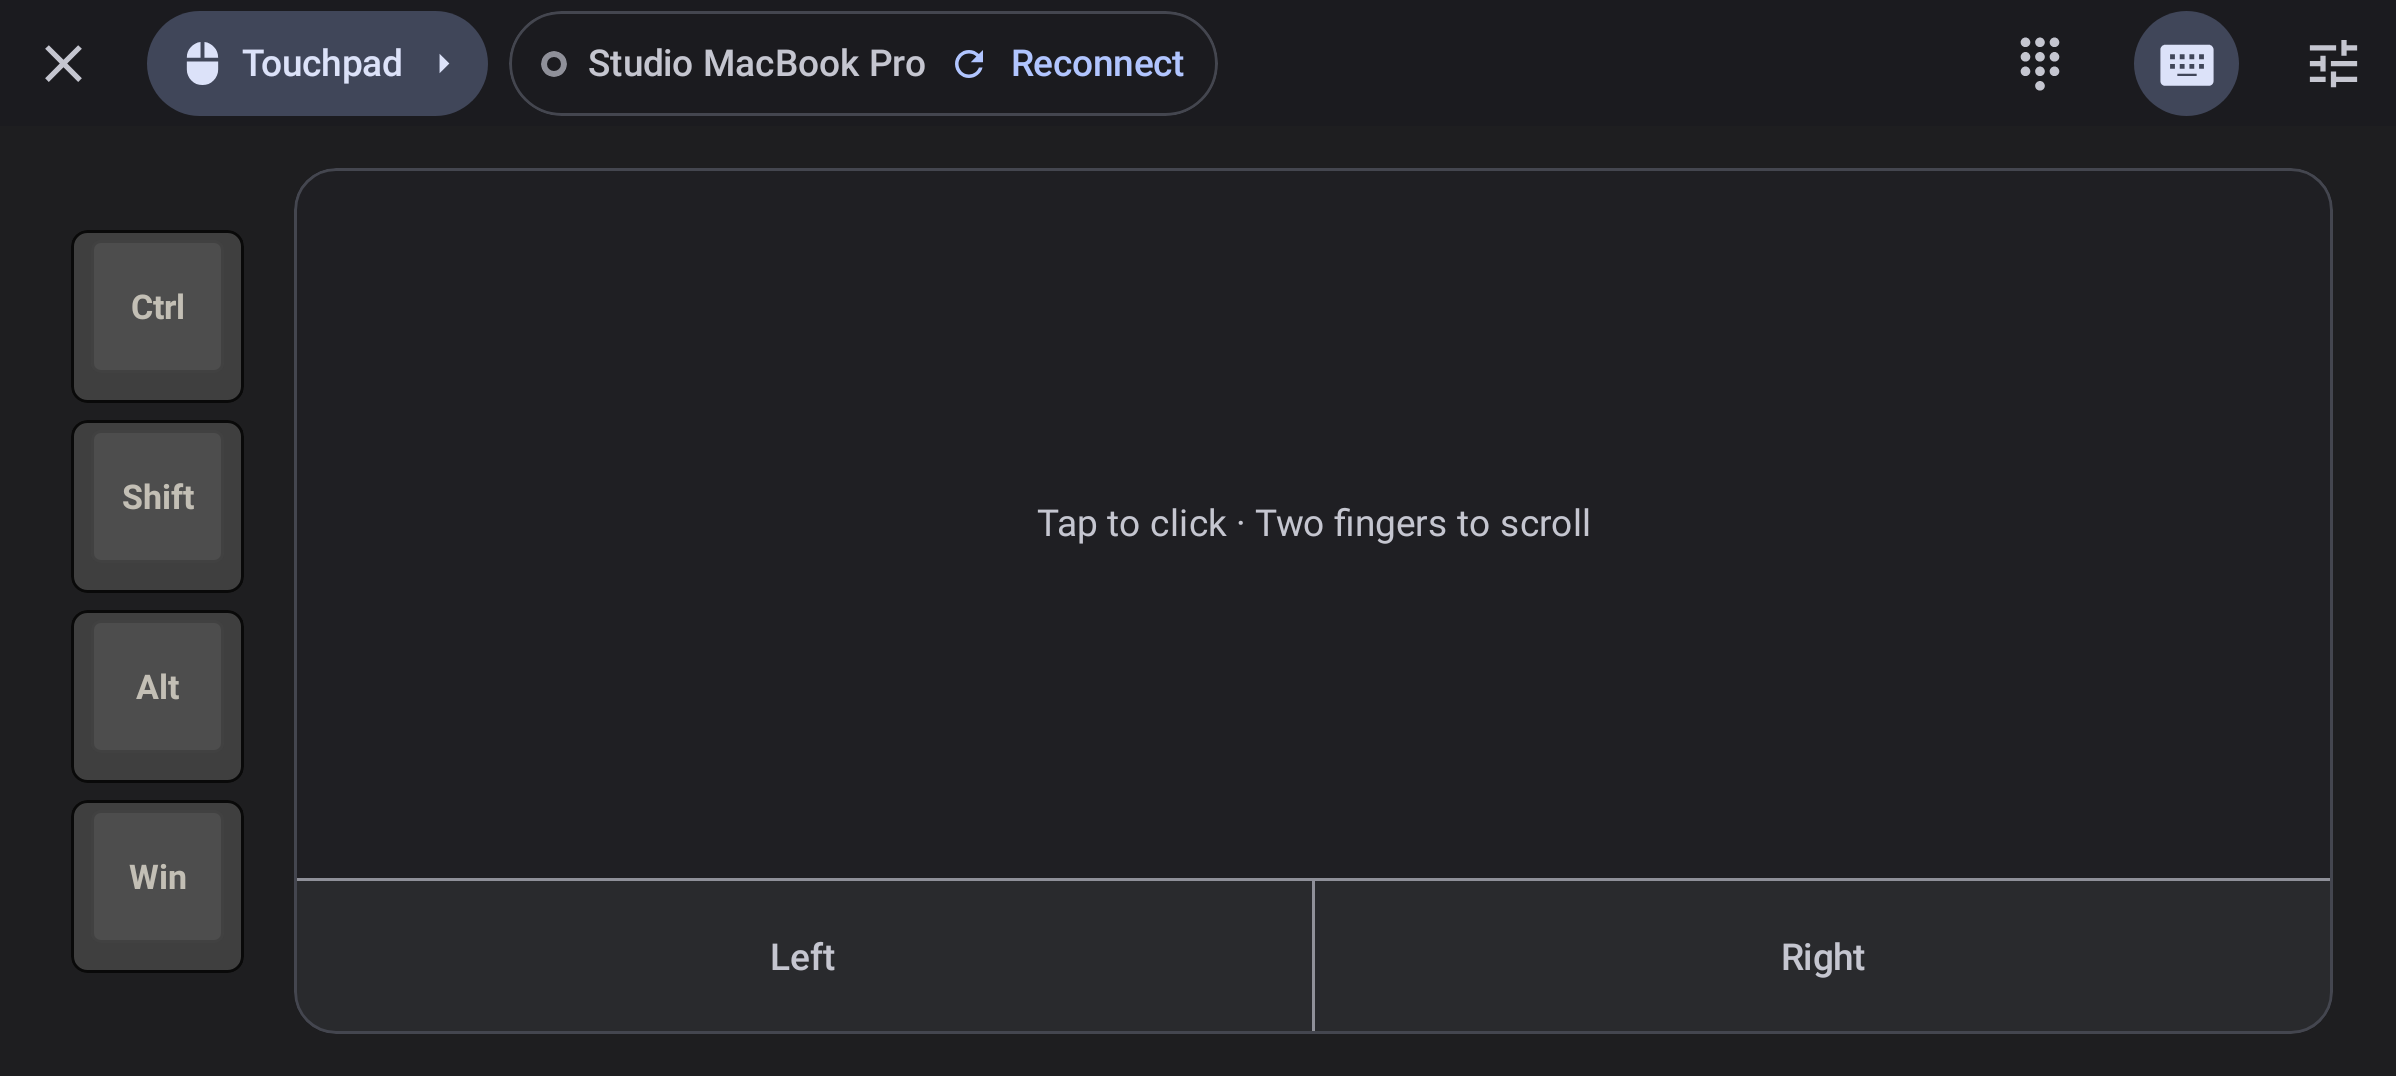 Touchpad
Studio MacBook Pro
Reconnect
Ctrl
Shift
Alt
Win
Tap to click · Two fingers to scroll
Left
Right